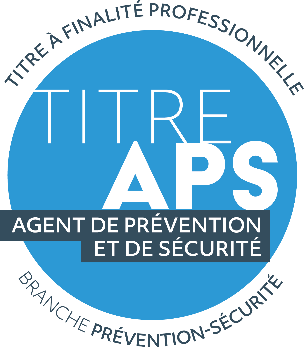 TITRE À FINALITÉ PROFESSIONNELLE
TITRE
APS
AGENT DE PRÉVENTION
ET DE SÉCURITÉ
BRANCHE PRÉVENTION-SÉCURITÉ